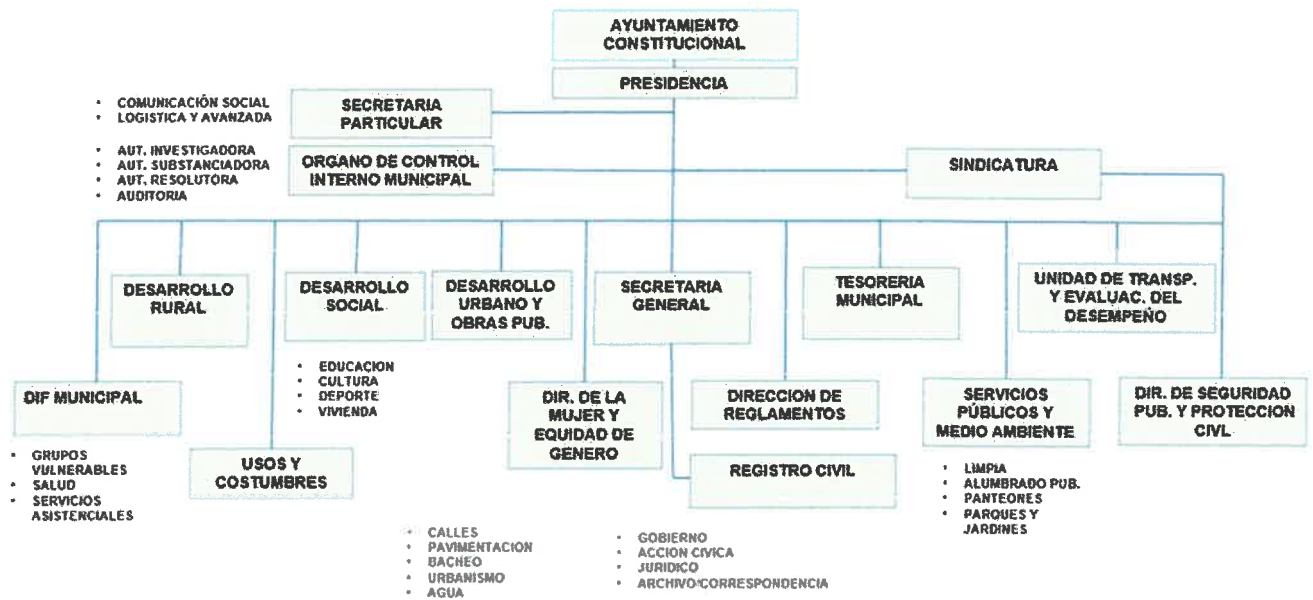 AYUNTAMIENTO
CONSTITUCIONAL
PRESIDENCIA
• COMUNICACIÓN SOCIAL
• LOGISTICA Y AVANZADA
SECRETARIA
PARTICULAR
• AUT. INVESTIGADORA
• AUT. SUBSTANCIADORA
• AUT. RESOLUTORA
• AUDITORIA
ORGANO DE CONTROL
INTERNO MUNICIPAL
SINDICATURA
DESARROLLO
RURAL
DESARROLLO
SOCIAL
DESARROLLO
URBANO Y
OBRAS PUB.
SECRETARIA
GENERAL
TESORERIA
MUNICIPAL
UNIDAD DE TRANSP.
Y EVALUAC. DEL
DESEMPEÑO
• EDUCACION
• CULTURA
• DEPORTE
• VIVIENDA
DIF MUNICIPAL
DIR. DE LA
MUJER Y
EQUIDAD DE
GENERO
DIRECCION DE
REGLAMENTOS
SERVICIOS
PÚBLICOS Y
MEDIO AMBIENTE
DIR. DE SEGURIDAD
PUB. Y PROTECCION
CIVL
• GRUPOS
VULNERABLES
• SALUD
• SERVICIOS
ASISTENCIALES
USOS Y
COSTUMBRES
REGISTRO CIVIL
• LIMPIA
• ALUMBRADO PUB.
• PANTEONES
• PARQUES Y
JARDINES
• CALLES
• PAVIMENTACION
• BACHEO
• URBANISMO
• AGUA
• GOBIERNO
• ACCION CIVICA
• JURIDICO
• ARCHIVO/CORRESPONDENCIA